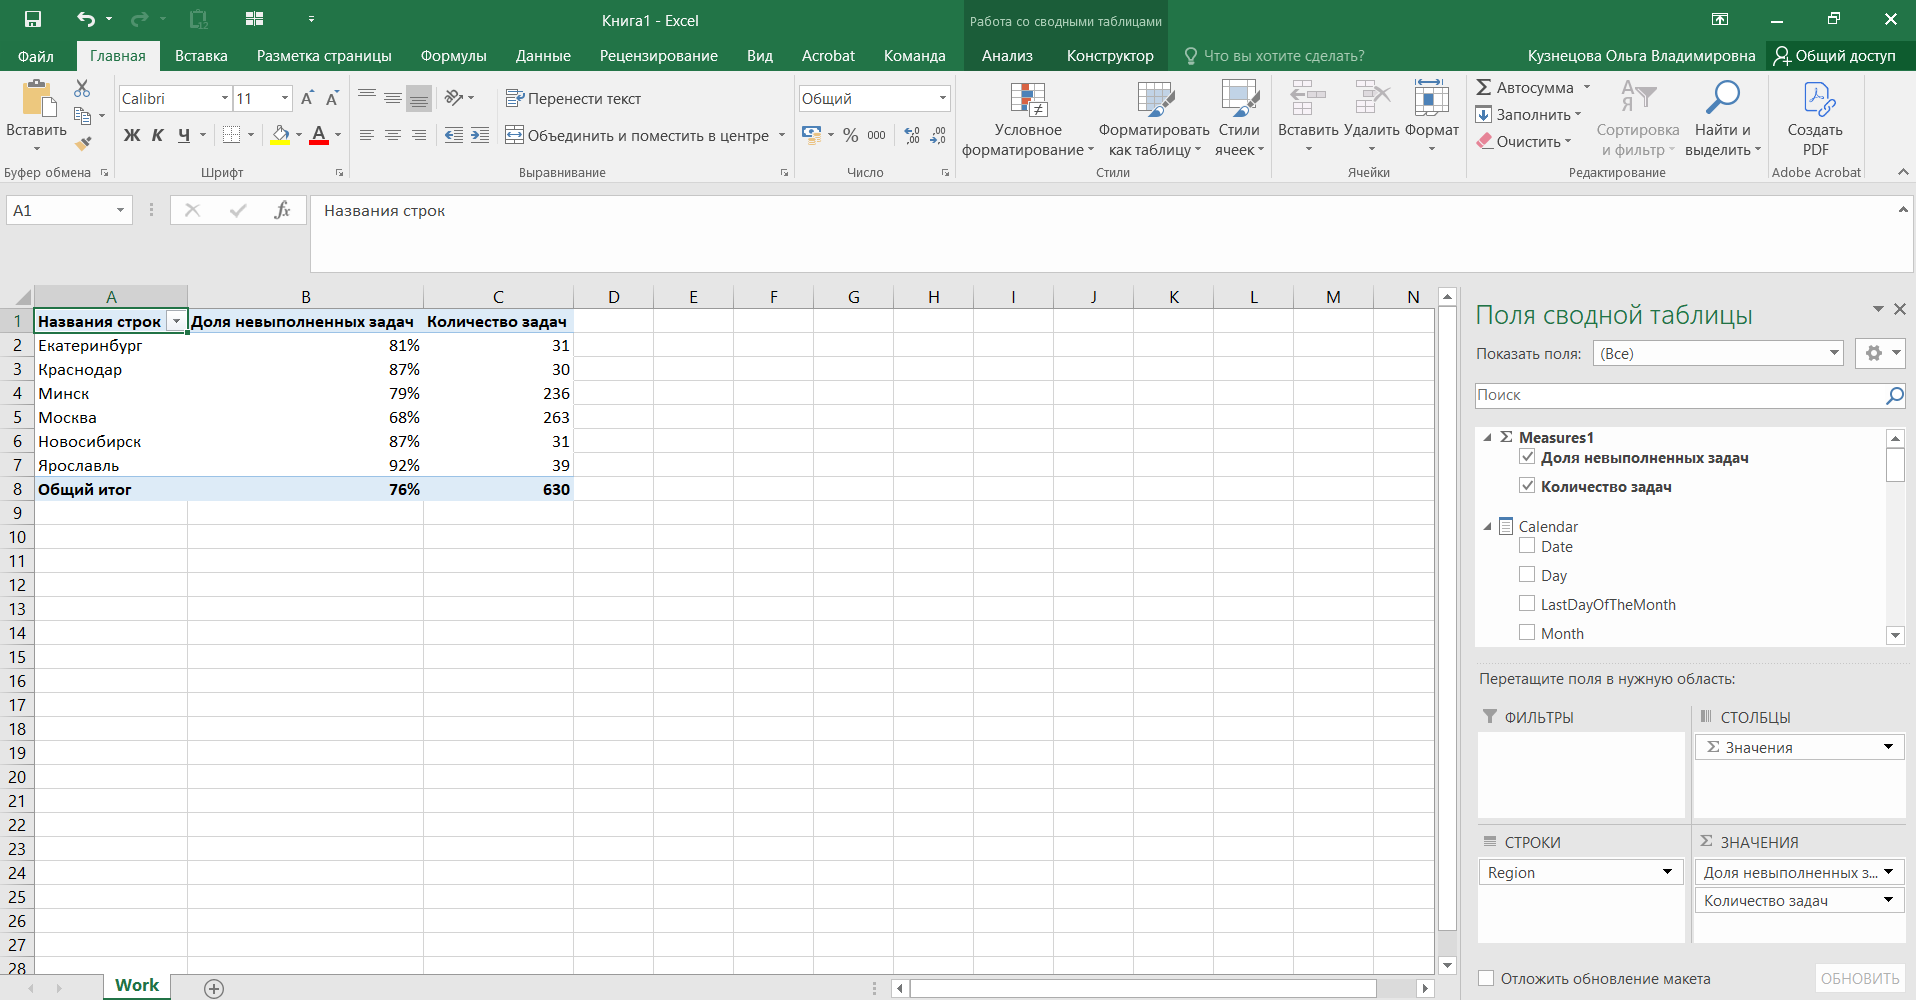 Книга1 - Excel
Работа со сводными таблицами
Файл Главная Вставка Разметка страницы Формулы Данные Рецензирование Вид Acrobat Команда Анализ Конструктор Что вы хотите сделать? Кузнецова Ольга Владимировна Общий доступ
Вставить
Calibri 11
Ж К Ч А
Перенести текст
Объединить и поместить в центре
Общий
% 000
Условное форматирование
Форматировать как таблицу
Стили ячеек
Вставить Удалить Формат
Автосумма
Заполнить
Очистить
Сортировка и фильтр
Найти и выделить
Создать PDF
Буфер обмена Шрифт Выравнивание Число Стили Ячейки Редактирование Adobe Acrobat
A1 fx Названия строк
A B C D E F G H I J K L M N
1 Названия строк Доля невыполненных задач Количество задач
2 Екатеринбург 81% 31
3 Краснодар 87% 30
4 Минск 79% 236
5 Москва 68% 263
6 Новосибирск 87% 31
7 Ярославль 92% 39
8 Общий итог 76% 630
9
10
11
12
13
14
15
16
17
18
19
20
21
22
23
24
25
26
27
28
Work
Поля сводной таблицы
Показать поля: (Все)
Поиск
Σ Measures1
Доля невыполненных задач
Количество задач
Calendar
Date
Day
LastDayOfTheMonth
Month
Перетащите поля в нужную область:
ФИЛЬТРЫ
СТОЛБЦЫ
Σ Значения
СТРОКИ
Region
Σ ЗНАЧЕНИЯ
Доля невыполненных з...
Количество задач
Отложить обновление макета
ОБНОВИТЬ